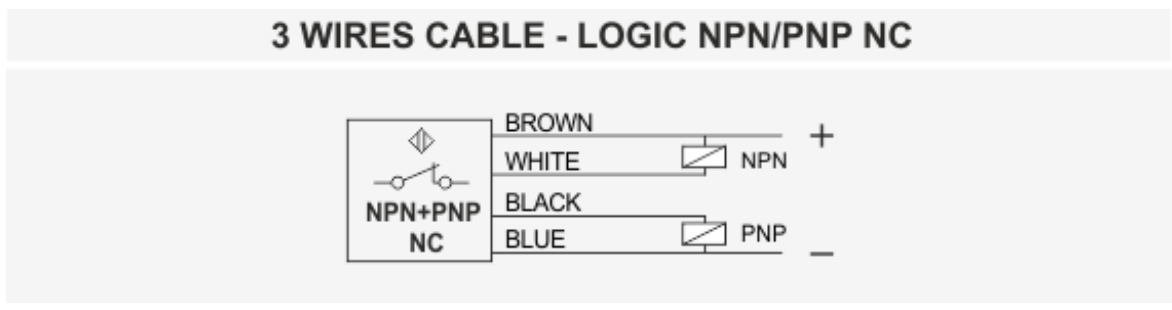 3 WIRES CABLE - LOGIC NPN/PNP NC
BROWN
+
WHITE
NPN
BLACK
NPN+PNP
NC
BLUE
PNP
−